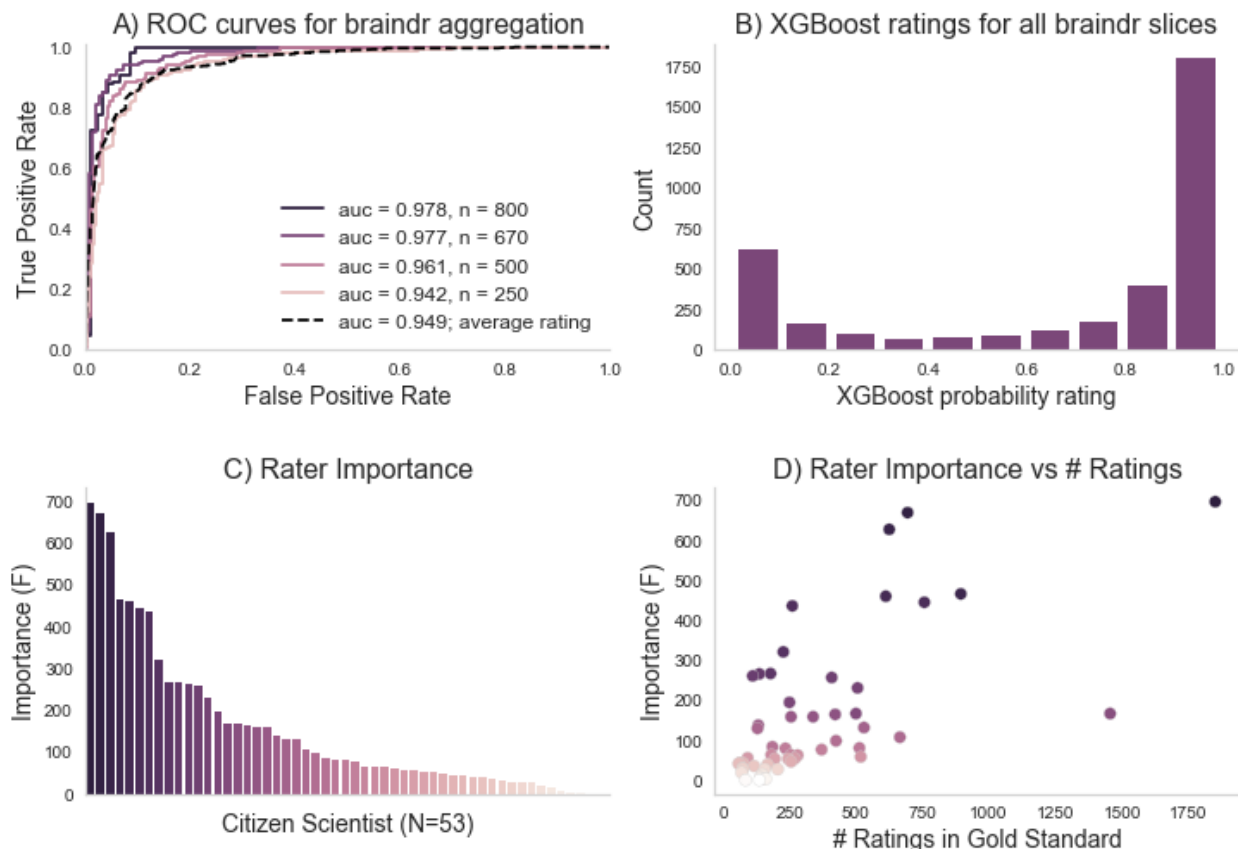 A) ROC curves for braindr aggregation
True Positive Rate
1.0
0.8
0.6
0.4
0.2
0.0
auc = 0.978, n = 800
auc = 0.977, n = 670
auc = 0.961, n = 500
auc = 0.942, n = 250
auc = 0.949; average rating
0.0 0.2 0.4 0.6 0.8 1.0
False Positive Rate
B) XGBoost ratings for all braindr slices
Count
1750
1500
1250
1000
750
500
250
0
0.0 0.2 0.4 0.6 0.8 1.0
XGBoost probability rating
C) Rater Importance
Importance (F)
700
600
500
400
300
200
100
0
Citizen Scientist (N=53)
D) Rater Importance vs # Ratings
Importance (F)
700
600
500
400
300
200
100
0
0 250 500 750 1000 1250 1500 1750
# Ratings in Gold Standard